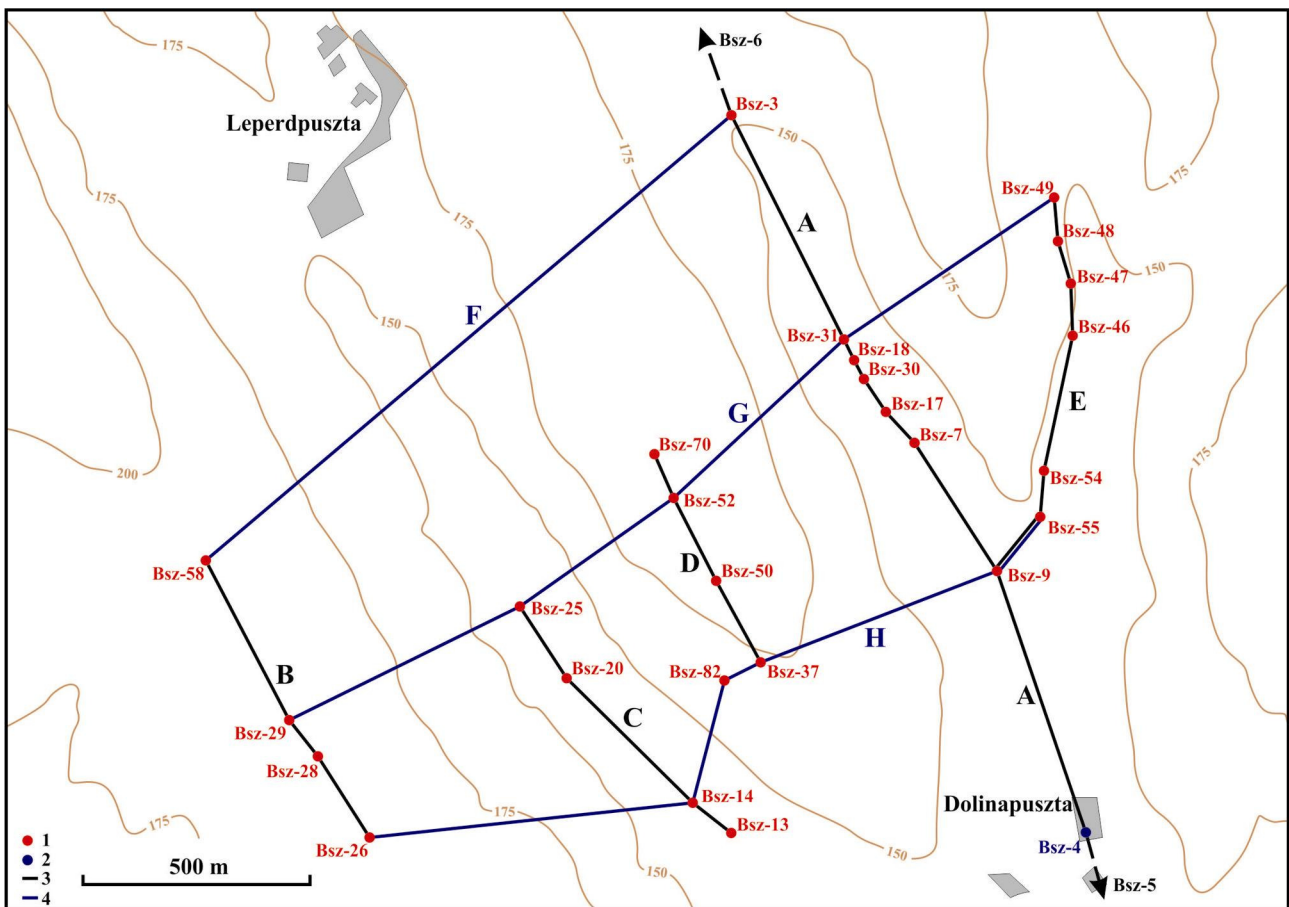 Bsz-6
175
Bsz-3
Leperdpuszta
150
175
175
Bsz-49
175
175
A
Bsz-48
175
150
Bsz-47
175
F
150
Bsz-31
Bsz-46
Bsz-18
Bsz-30
E
G
Bsz-17
Bsz-7
Bsz-70
175
200
Bsz-54
Bsz-52
Bsz-55
Bsz-58
D
Bsz-50
Bsz-9
Bsz-25
H
B
Bsz-20
Bsz-82
Bsz-37
A
C
Bsz-29
Bsz-28
Bsz-14
Dolinapuszta
175
175
Bsz-13
1
Bsz-26
Bsz-4
2
150
500 m
3
Bsz-5
4